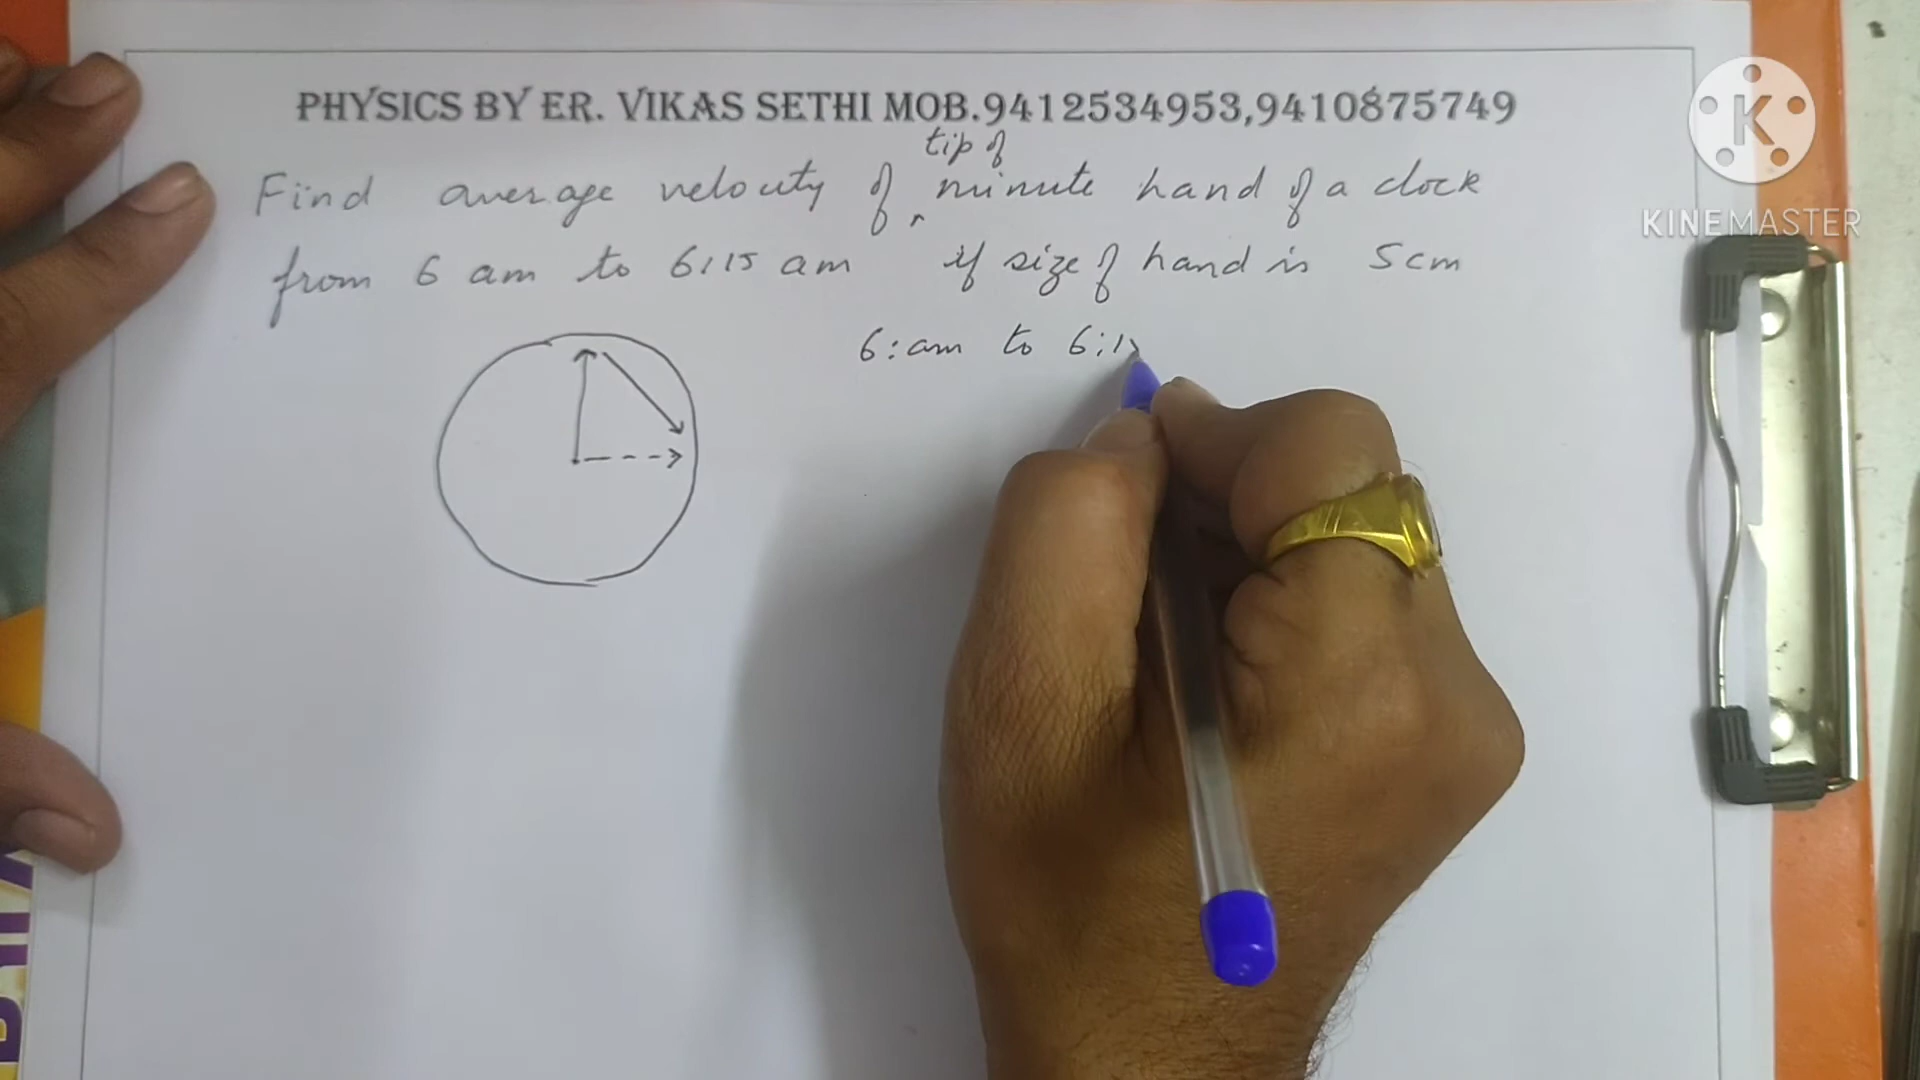 PHYSICS BY ER. VIKAS SETHI MOB.9412534953,9410875749
tip of
Find average velocity of minute hand of a clock
from 6 am to 6:15 am if size of hand is 5cm
6:am to 6:1
K
KINEMASTER